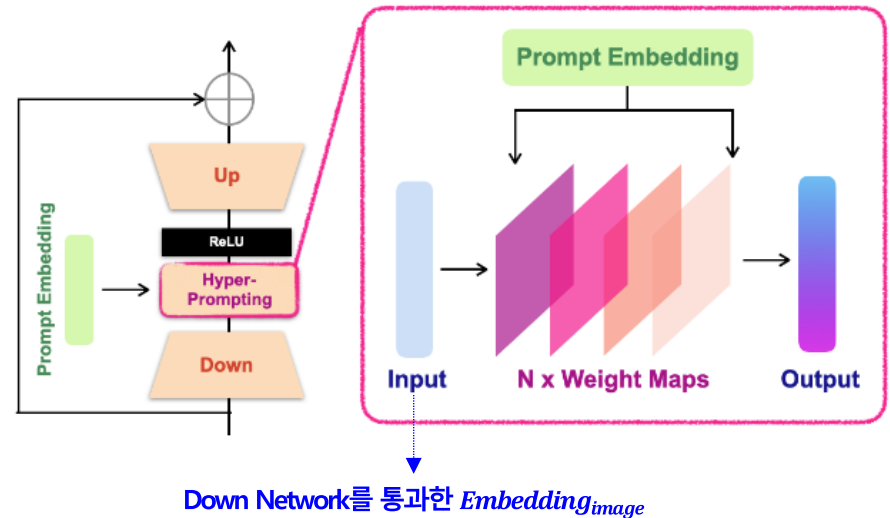 Prompt Embedding
Up
ReLU
Prompt Embedding
Hyper-
Prompting
Down
Input
N x Weight Maps
Output
Down Network를 통과한 Embedding_image